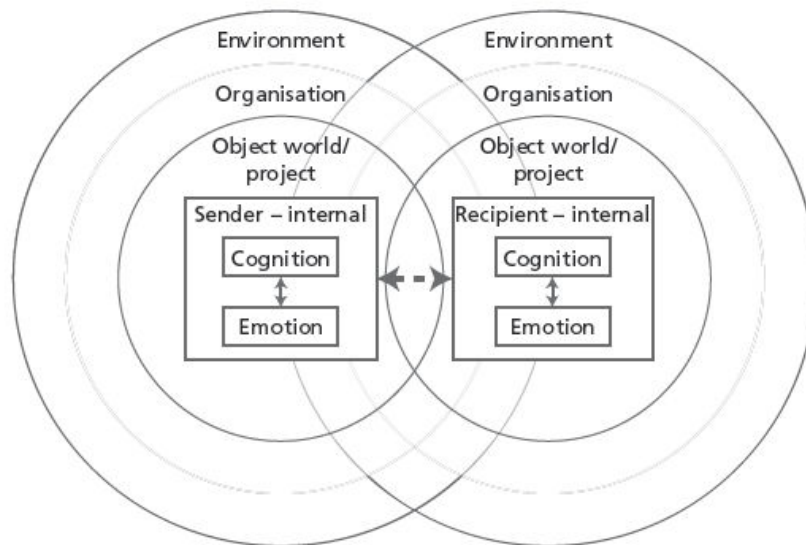 Environment
Environment
Organisation
Organisation
Object world/
project
Object world/
project
Sender – internal
Recipient – internal
Cognition
Cognition
Emotion
Emotion